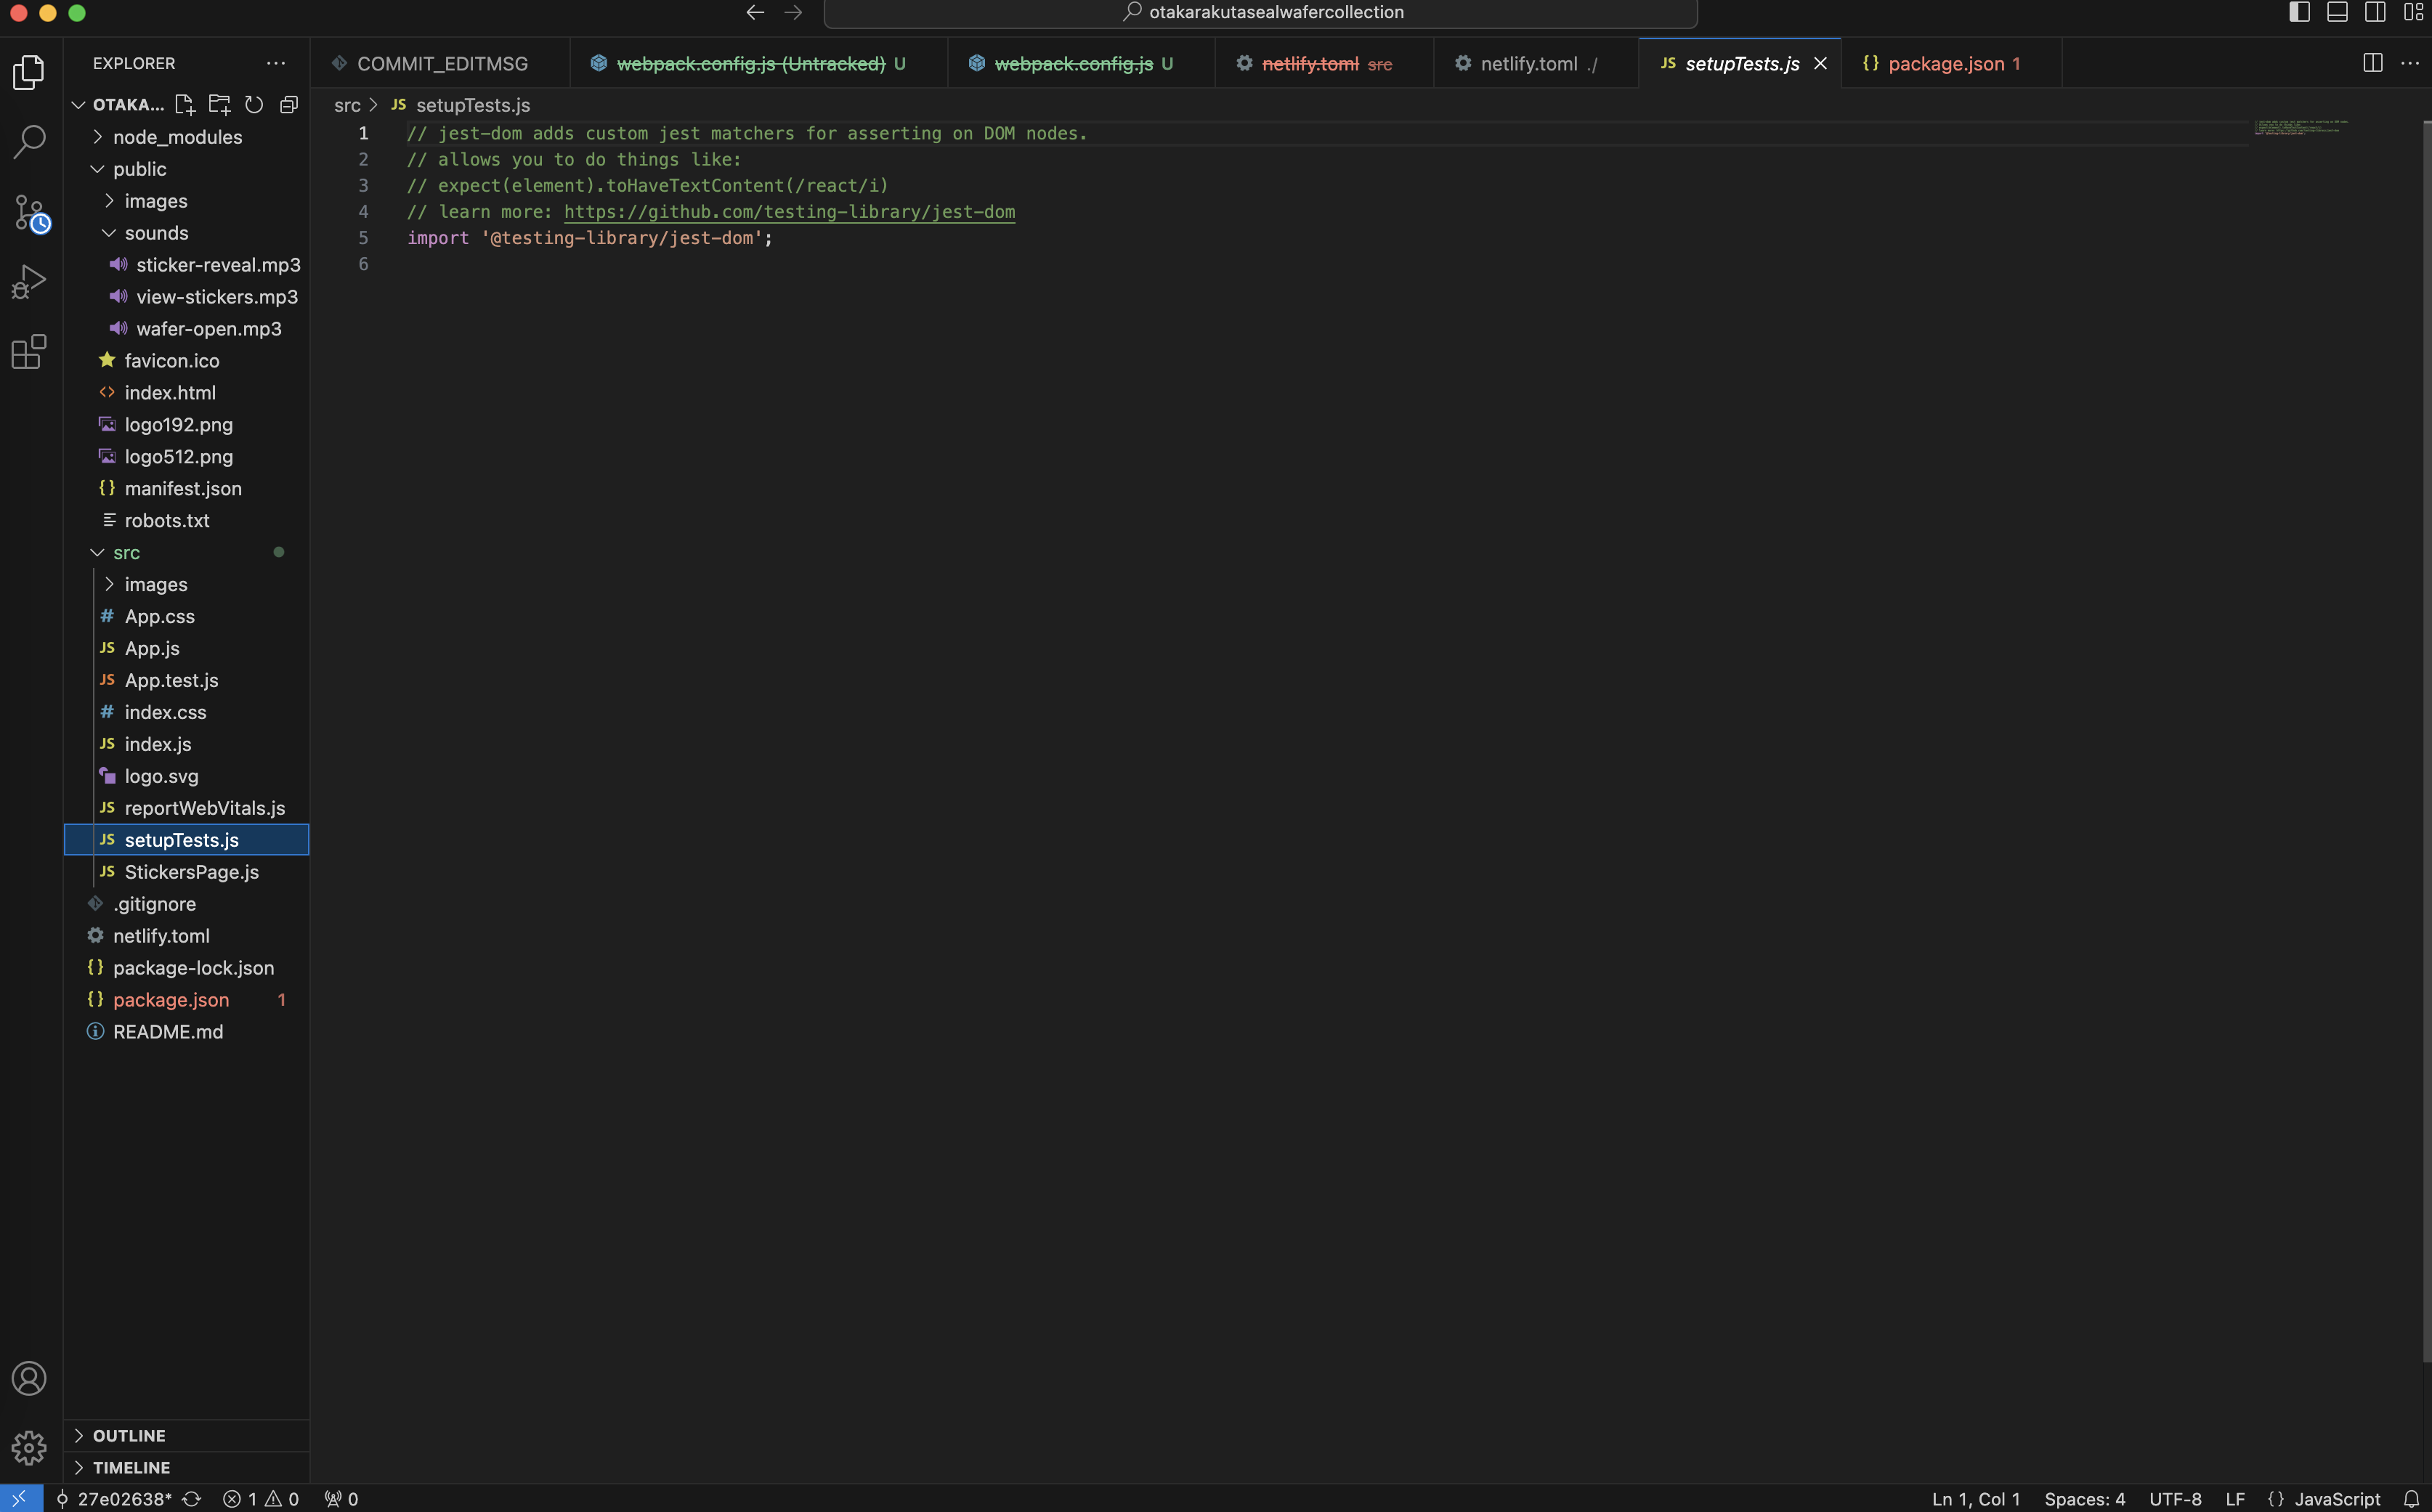 otakarakutasealwafercollection
EXPLORER
COMMIT_EDITMSG
webpack.config.js (Untracked) U
webpack.config.js U
netlify.toml src
netlify.toml ./
JS setupTests.js
{} package.json 1
OTAKA...
src > JS setupTests.js
node_modules
public
images
sounds
sticker-reveal.mp3
view-stickers.mp3
wafer-open.mp3
favicon.ico
<> index.html
logo192.png
logo512.png
{} manifest.json
robots.txt
src
images
# App.css
JS App.js
JS App.test.js
# index.css
JS index.js
logo.svg
JS reportWebVitals.js
JS setupTests.js
JS StickersPage.js
.gitignore
netlify.toml
{} package-lock.json
{} package.json 1
README.md
1 // jest-dom adds custom jest matchers for asserting on DOM nodes.
2 // allows you to do things like:
3 // expect(element).toHaveTextContent(/react/i)
4 // learn more: https://github.com/testing-library/jest-dom
5 import '@testing-library/jest-dom';
6
OUTLINE
TIMELINE
27e02638* 1 0 0
Ln 1, Col 1 Spaces: 4 UTF-8 LF {} JavaScript